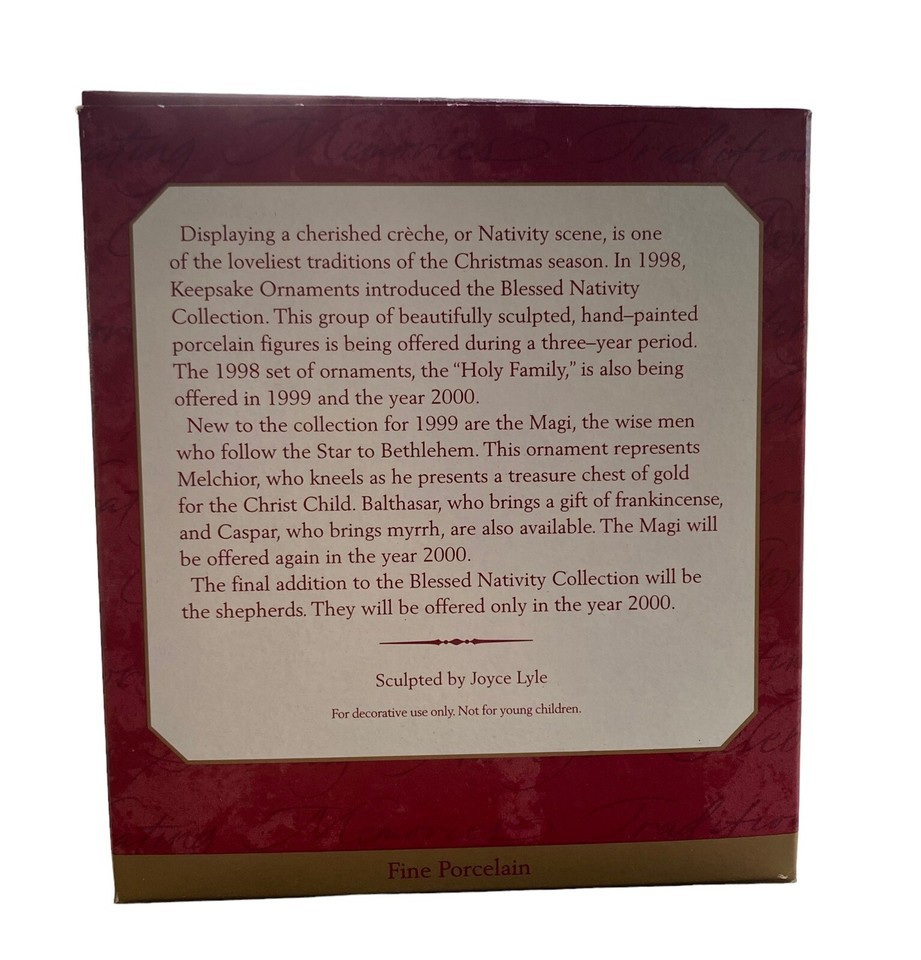 Memories Tradition
Displaying a cherished crèche, or Nativity scene, is one
of the loveliest traditions of the Christmas season. In 1998,
Keepsake Ornaments introduced the Blessed Nativity
Collection. This group of beautifully sculpted, hand–painted
porcelain figures is being offered during a three–year period.
The 1998 set of ornaments, the “Holy Family,” is also being
offered in 1999 and the year 2000.
New to the collection for 1999 are the Magi, the wise men
who follow the Star to Bethlehem. This ornament represents
Melchior, who kneels as he presents a treasure chest of gold
for the Christ Child. Balthasar, who brings a gift of frankincense,
and Caspar, who brings myrrh, are also available. The Magi will
be offered again in the year 2000.
The final addition to the Blessed Nativity Collection will be
the shepherds. They will be offered only in the year 2000.
Sculpted by Joyce Lyle
For decorative use only. Not for young children.
Fine Porcelain